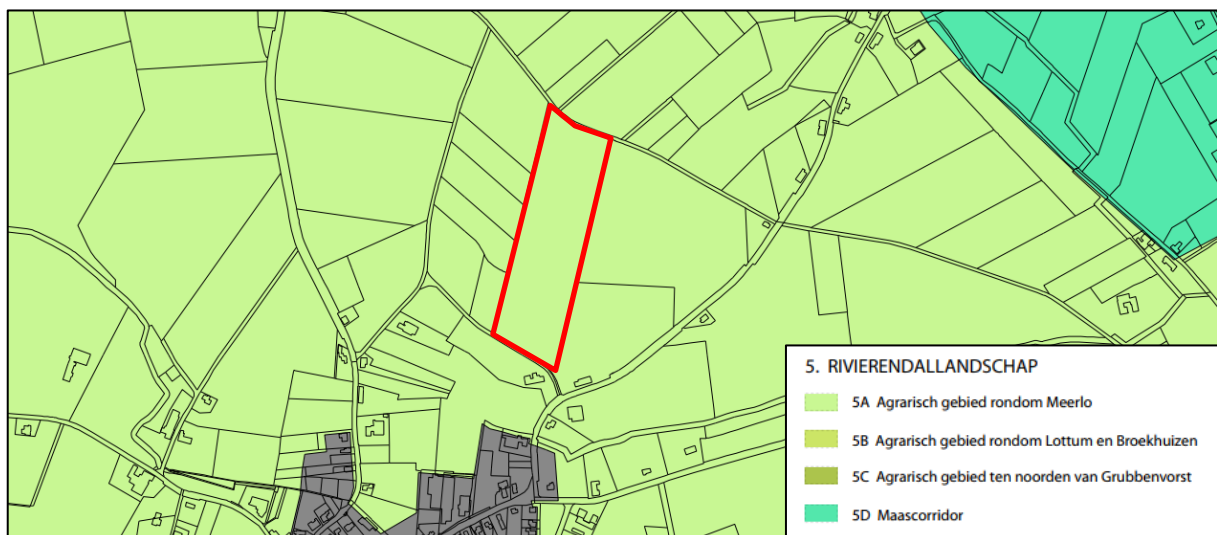 5. RIVIERENDALLANDSCHAP
5A Agrarisch gebied rondom Meerlo
5B Agrarisch gebied rondom Lottum en Broekhuizen
5C Agrarisch gebied ten noorden van Grubbenvorst
5D Maascorridor